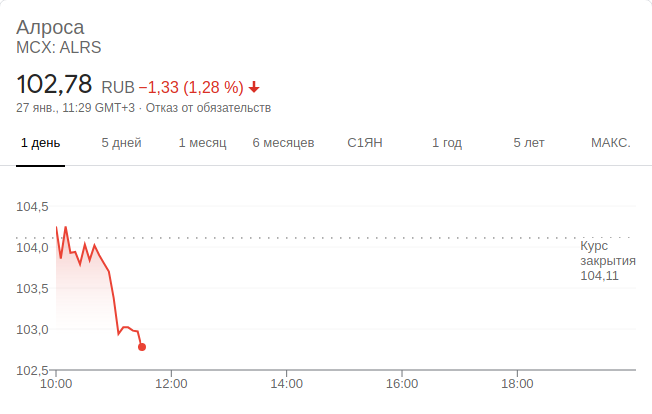 Алроса
MCX: ALRS
102,78 RUB −1,33 (1,28 %)
27 янв., 11:29 GMT+3 · Отказ от обязательств
1 день 5 дней 1 месяц 6 месяцев С1ЯН 1 год 5 лет МАКС.
104,5
104,0
103,5
103,0
102,5
Курс
закрытия
104,11
10:00 12:00 14:00 16:00 18:00